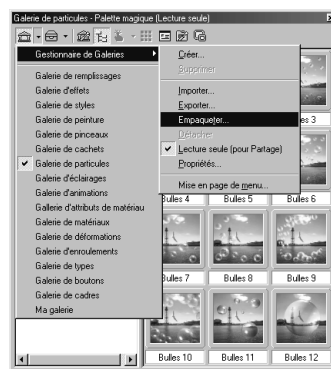 Galerie de particules - Palette magique (Lecture seule)
Gestionnaire de Galeries
Galerie de remplissages
Galerie d'effets
Galerie de styles
Galerie de peinture
Galerie de pinceaux
Galerie de cachets
Galerie de particules
Galerie d'éclairages
Galerie d'animations
Gallerie d'attributs de matériau
Galerie de matériaux
Galerie de déformations
Galerie d'enroulements
Galerie de types
Galerie de boutons
Galerie de cadres
Ma galerie
Créer...
Supprimer
Importer...
Exporter...
Empaqueter...
Détacher
Lecture seule (pour Partage)
Propriétés...
Mise en page de menu...
es 3
Bulles 4 Bulles 5 Bulles 6
Bulles 7 Bulles 8 Bulles 9
Bulles 10 Bulles 11 Bulles 12